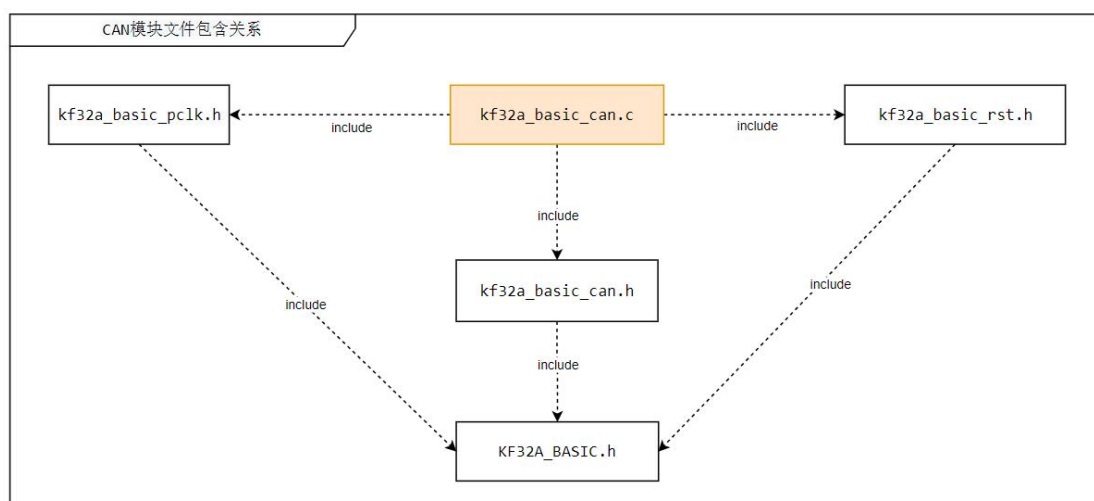 CAN模块文件包含关系
kf32a_basic_pclk.h
kf32a_basic_can.c
kf32a_basic_rst.h
include
include
include
kf32a_basic_can.h
include
include
include
KF32A_BASIC.h